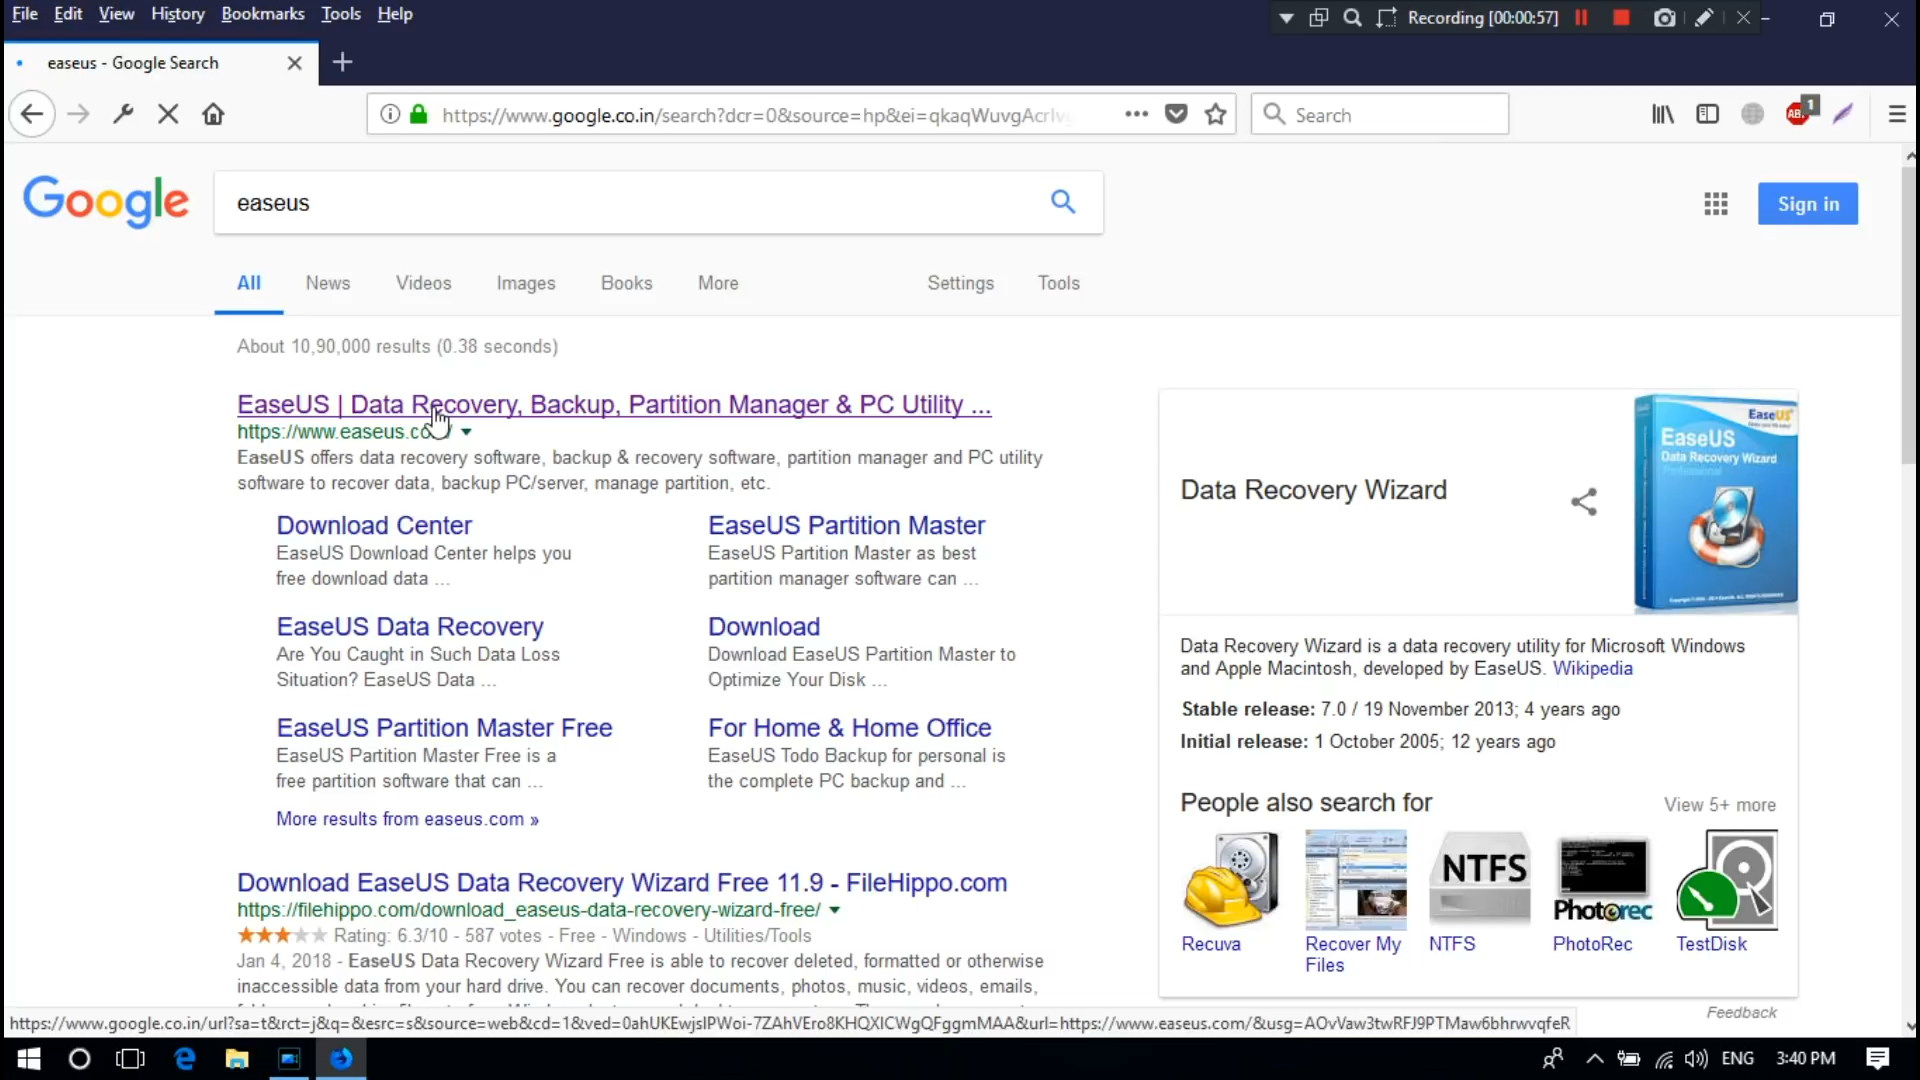 File Edit View History Bookmarks Tools Help
Recording [00:00:57]
easeus - Google Search
https://www.google.co.in/search?dcr=0&source=hp&ei=qkaqWuvgAcrIv
Search
ABP 1
Google
easeus
Sign in
All News Videos Images Books More Settings Tools
About 10,90,000 results (0.38 seconds)
EaseUS | Data Recovery, Backup, Partition Manager & PC Utility ...
https://www.easeus.co
EaseUS offers data recovery software, backup & recovery software, partition manager and PC utility
software to recover data, backup PC/server, manage partition, etc.
Download Center
EaseUS Download Center helps you
free download data ...
EaseUS Partition Master
EaseUS Partition Master as best
partition manager software can ...
EaseUS Data Recovery
Are You Caught in Such Data Loss
Situation? EaseUS Data ...
Download
Download EaseUS Partition Master to
Optimize Your Disk ...
EaseUS Partition Master Free
EaseUS Partition Master Free is a
free partition software that can ...
For Home & Home Office
EaseUS Todo Backup for personal is
the complete PC backup and ...
More results from easeus.com »
Download EaseUS Data Recovery Wizard Free 11.9 - FileHippo.com
https://filehippo.com/download_easeus-data-recovery-wizard-free/
Rating: 6.3/10 - 587 votes - Free - Windows - Utilities/Tools
Jan 4, 2018 - EaseUS Data Recovery Wizard Free is able to recover deleted, formatted or otherwise
inaccessible data from your hard drive. You can recover documents, photos, music, videos, emails,
Data Recovery Wizard
EaseUS
EaseUS
Data Recovery Wizard
Professional
Data Recovery Wizard is a data recovery utility for Microsoft Windows
and Apple Macintosh, developed by EaseUS. Wikipedia
Stable release: 7.0 / 19 November 2013; 4 years ago
Initial release: 1 October 2005; 12 years ago
People also search for
View 5+ more
NTFS
PhotoRec
Recuva
Recover My
Files
NTFS
PhotoRec
TestDisk
Feedback
https://www.google.co.in/url?sa=t&rct=j&q=&esrc=s&source=web&cd=1&ved=0ahUKEwjsIPWoi-7ZAhVEro8KHQXICWgQFggmMAA&url=https://www.easeus.com/&usg=AOvVaw3twRFJ9PTMaw6bhrwvqfeR
ENG
3:40 PM